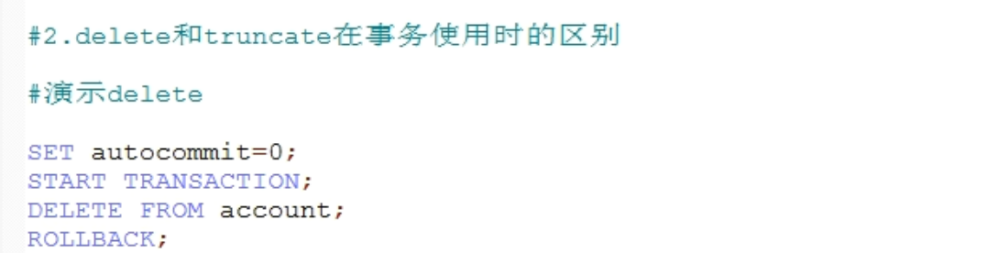 #2.delete和truncate在事务使用时的区别
#演示delete
SET autocommit=0;
START TRANSACTION;
DELETE FROM account;
ROLLBACK;